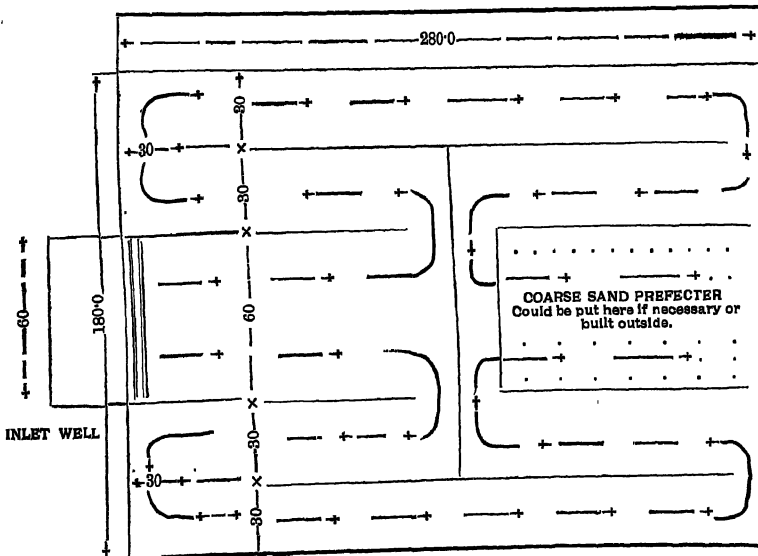 280·0
30
30
30
60
60
180·0
COARSE SAND PREFECTER
Could be put here if necessary or
built outside.
INLET WELL
30
30
30